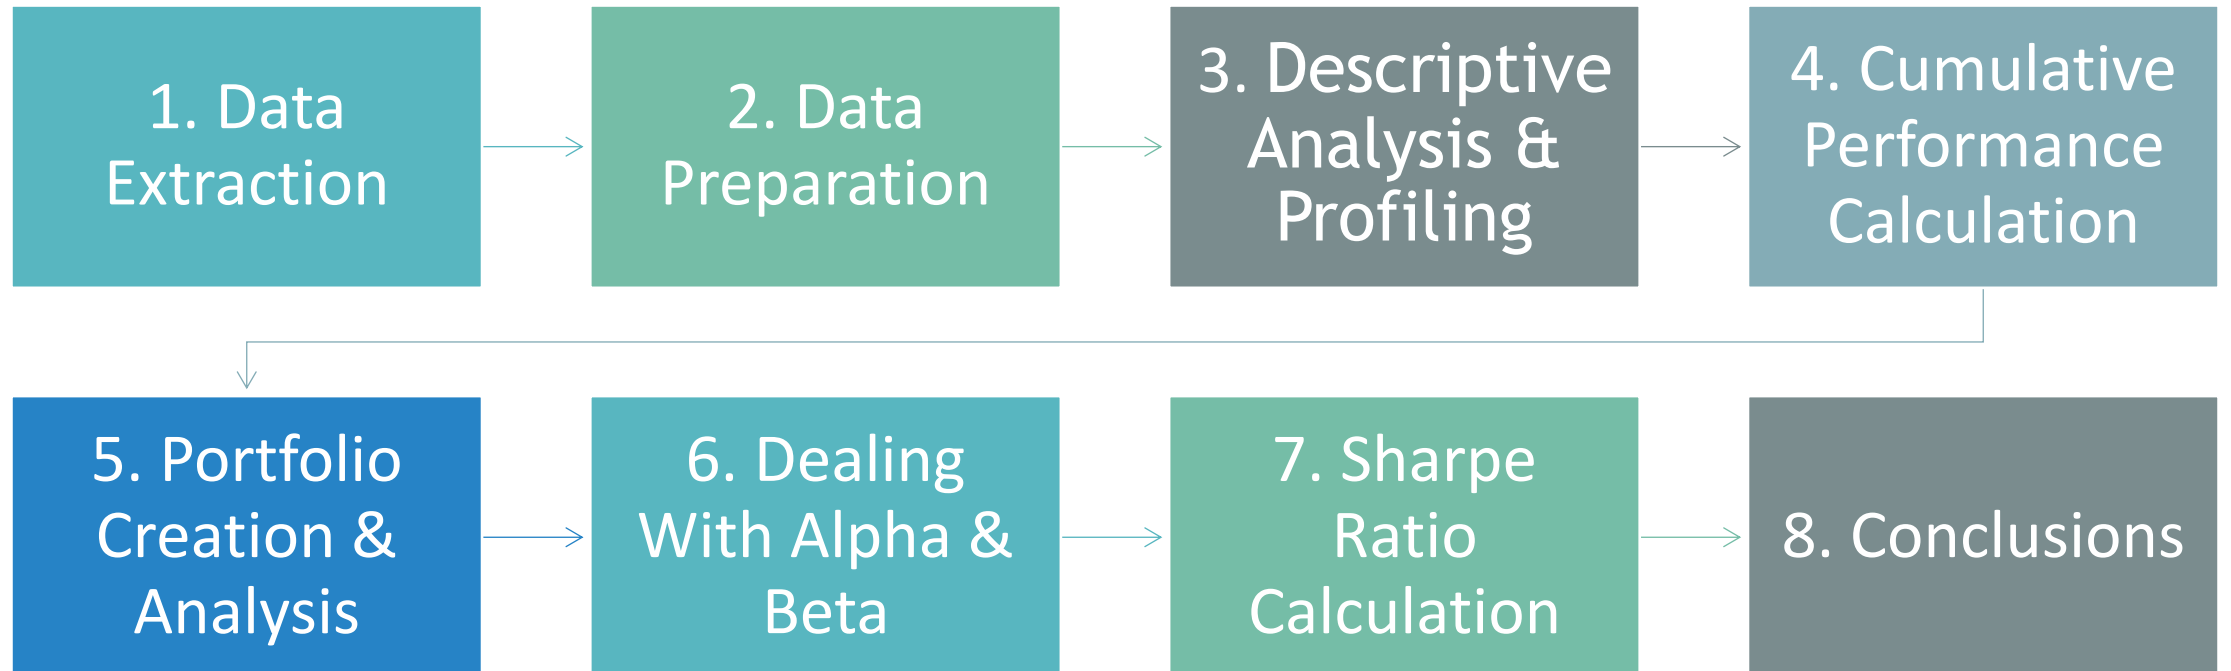 1. Data
Extraction
2. Data
Preparation
3. Descriptive
Analysis &
Profiling
4. Cumulative
Performance
Calculation
5. Portfolio
Creation &
Analysis
6. Dealing
With Alpha &
Beta
7. Sharpe
Ratio
Calculation
8. Conclusions